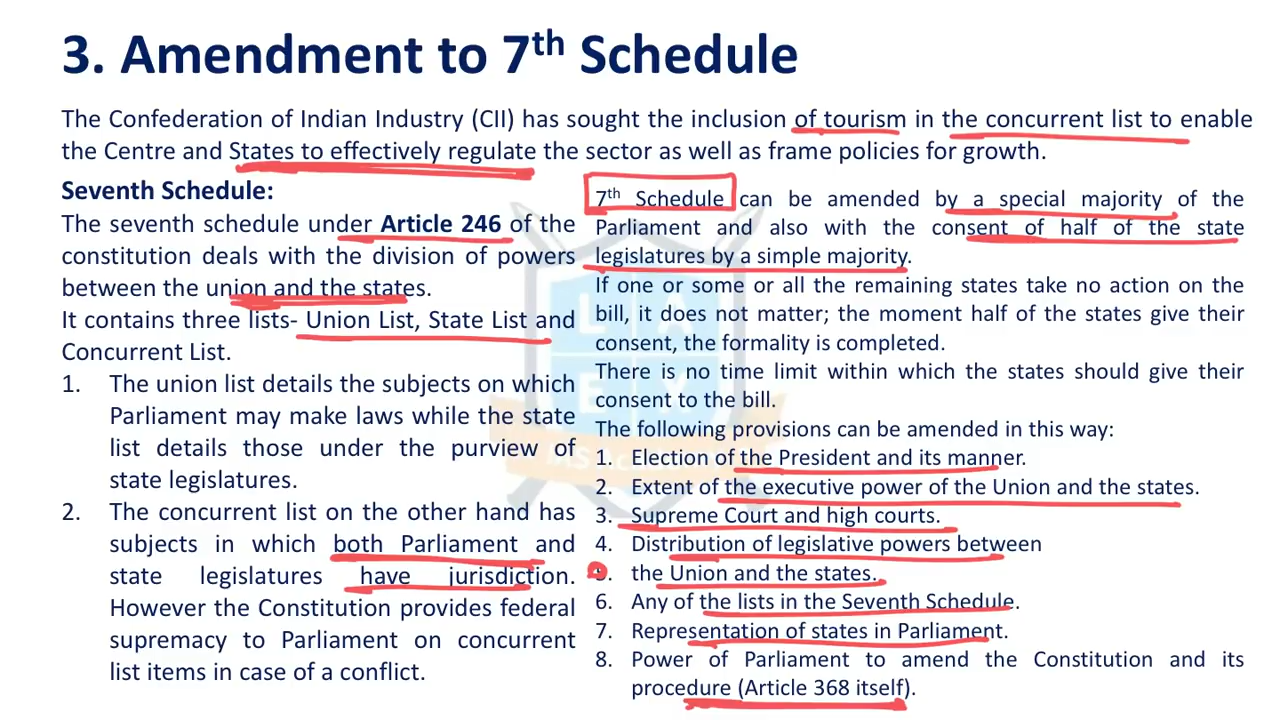 3. Amendment to 7th Schedule
The Confederation of Indian Industry (CII) has sought the inclusion of tourism in the concurrent list to enable
the Centre and States to effectively regulate the sector as well as frame policies for growth.
Seventh Schedule:
The seventh schedule under Article 246 of the
constitution deals with the division of powers
between the union and the states.
It contains three lists- Union List, State List and
Concurrent List.
1. The union list details the subjects on which
Parliament may make laws while the state
list details those under the purview of
state legislatures.
2. The concurrent list on the other hand has
subjects in which both Parliament and
state legislatures have jurisdiction.
However the Constitution provides federal
supremacy to Parliament on concurrent
list items in case of a conflict.
7th Schedule can be amended by a special majority of the
Parliament and also with the consent of half of the state
legislatures by a simple majority.
If one or some or all the remaining states take no action on the
bill, it does not matter; the moment half of the states give their
consent, the formality is completed.
There is no time limit within which the states should give their
consent to the bill.
The following provisions can be amended in this way:
1. Election of the President and its manner.
2. Extent of the executive power of the Union and the states.
3. Supreme Court and high courts.
4. Distribution of legislative powers between
5. the Union and the states.
6. Any of the lists in the Seventh Schedule.
7. Representation of states in Parliament.
8. Power of Parliament to amend the Constitution and its
procedure (Article 368 itself).
L A
E X